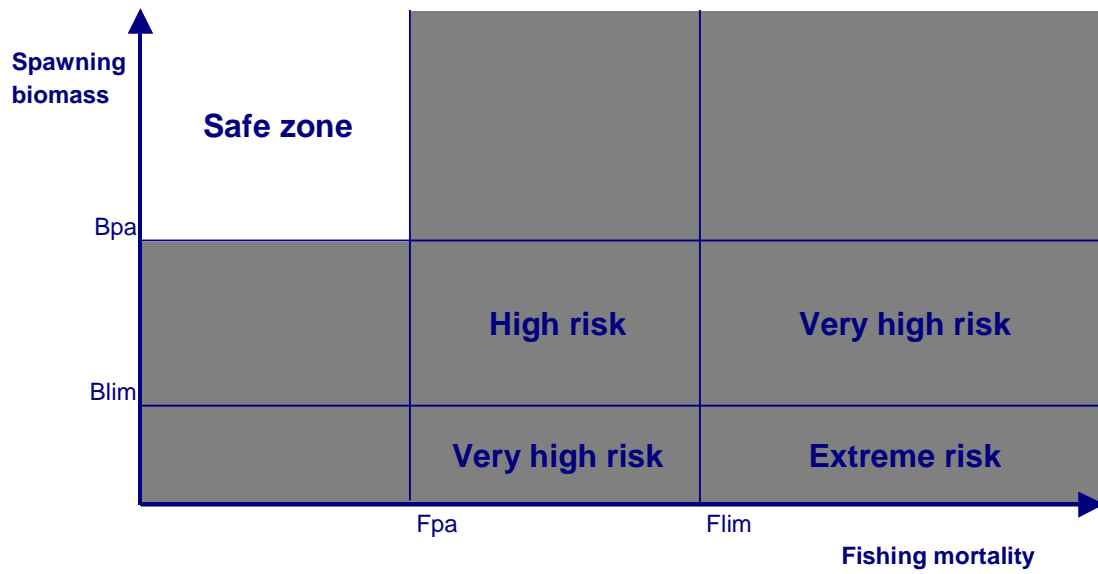 Spawning
biomass
Safe zone
Bpa
High risk
Very high risk
Blim
Very high risk
Extreme risk
Fpa
Flim
Fishing mortality